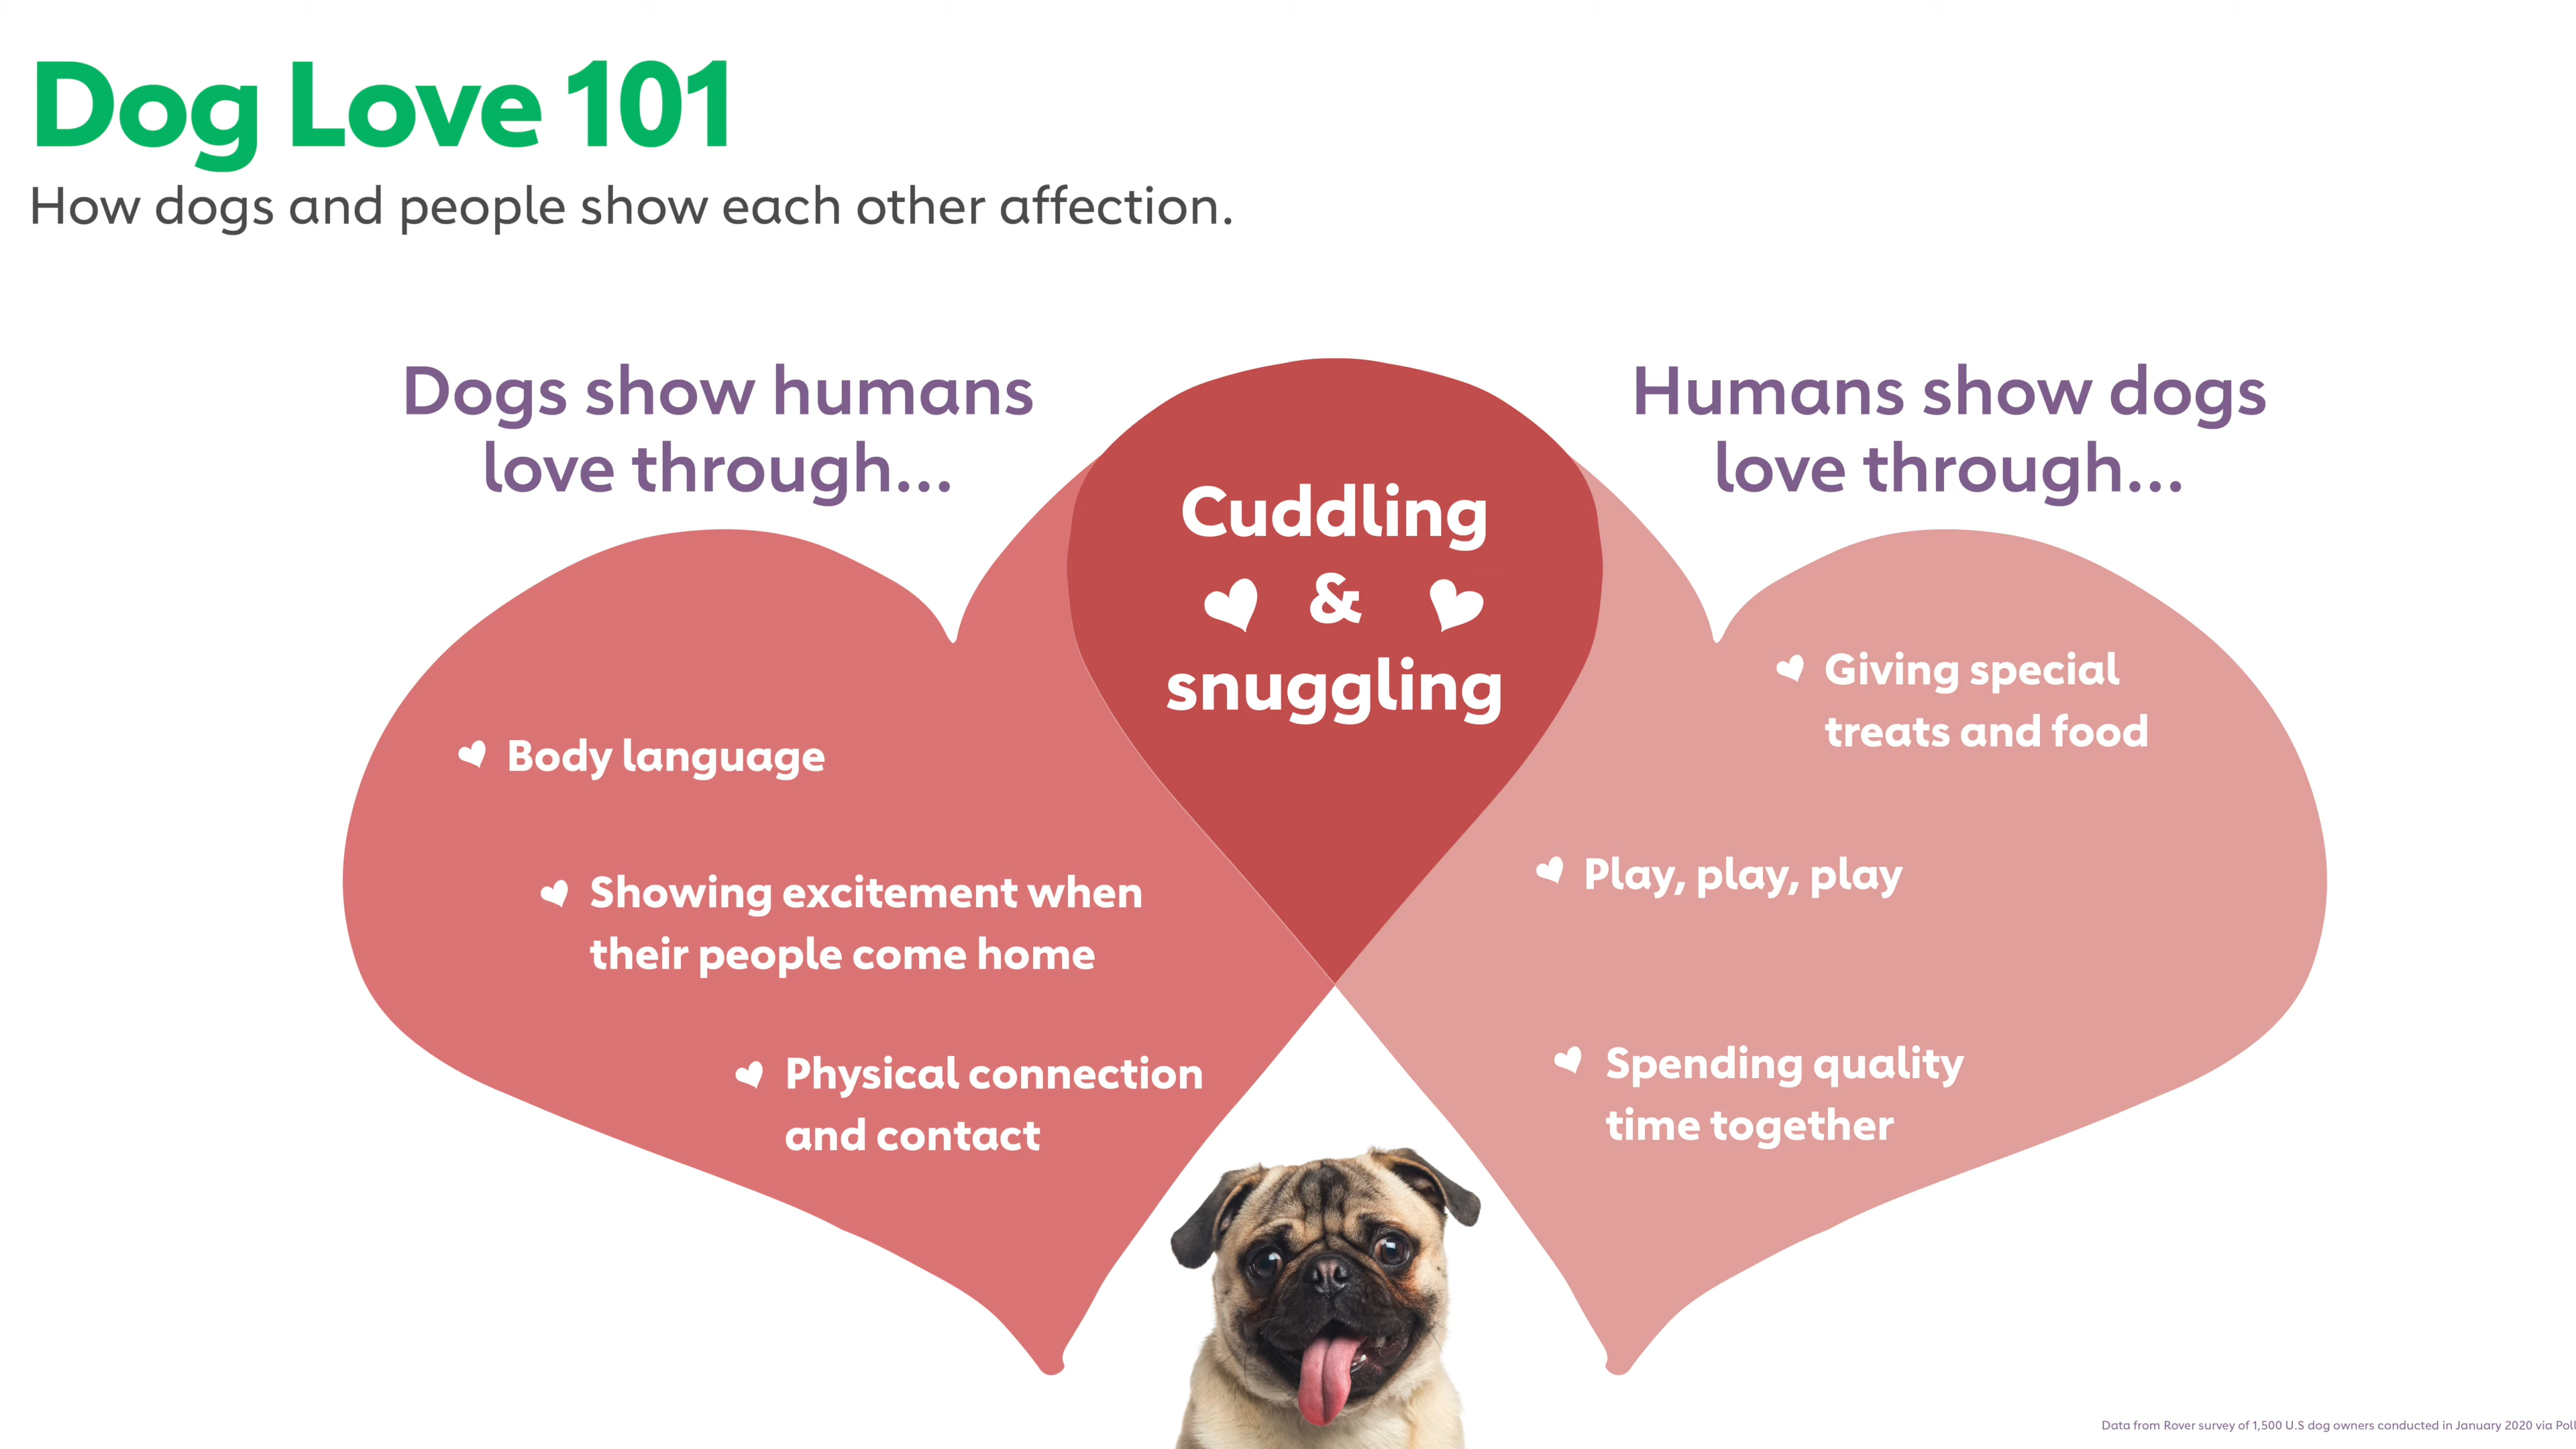 Dog Love 101
How dogs and people show each other affection.
Dogs show humans
love through...
Body language
Showing excitement when
their people come home
Physical connection
and contact
Cuddling
&
snuggling
Humans show dogs
love through...
Giving special
treats and food
Play, play, play
Spending quality
time together
Data from Rover survey of 1,500 U.S dog owners conducted in January 2020 via